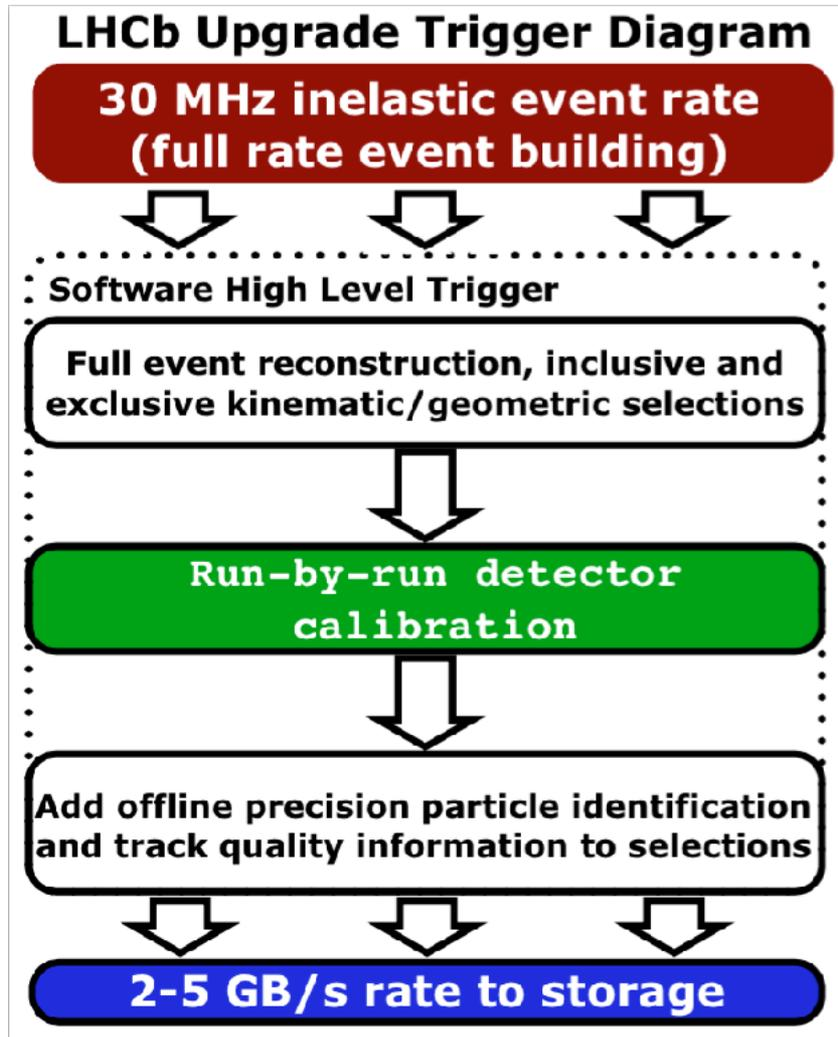 LHCb Upgrade Trigger Diagram
30 MHz inelastic event rate
(full rate event building)
Software High Level Trigger
Full event reconstruction, inclusive and
exclusive kinematic/geometric selections
Run-by-run detector
calibration
Add offline precision particle identification
and track quality information to selections
2-5 GB/s rate to storage